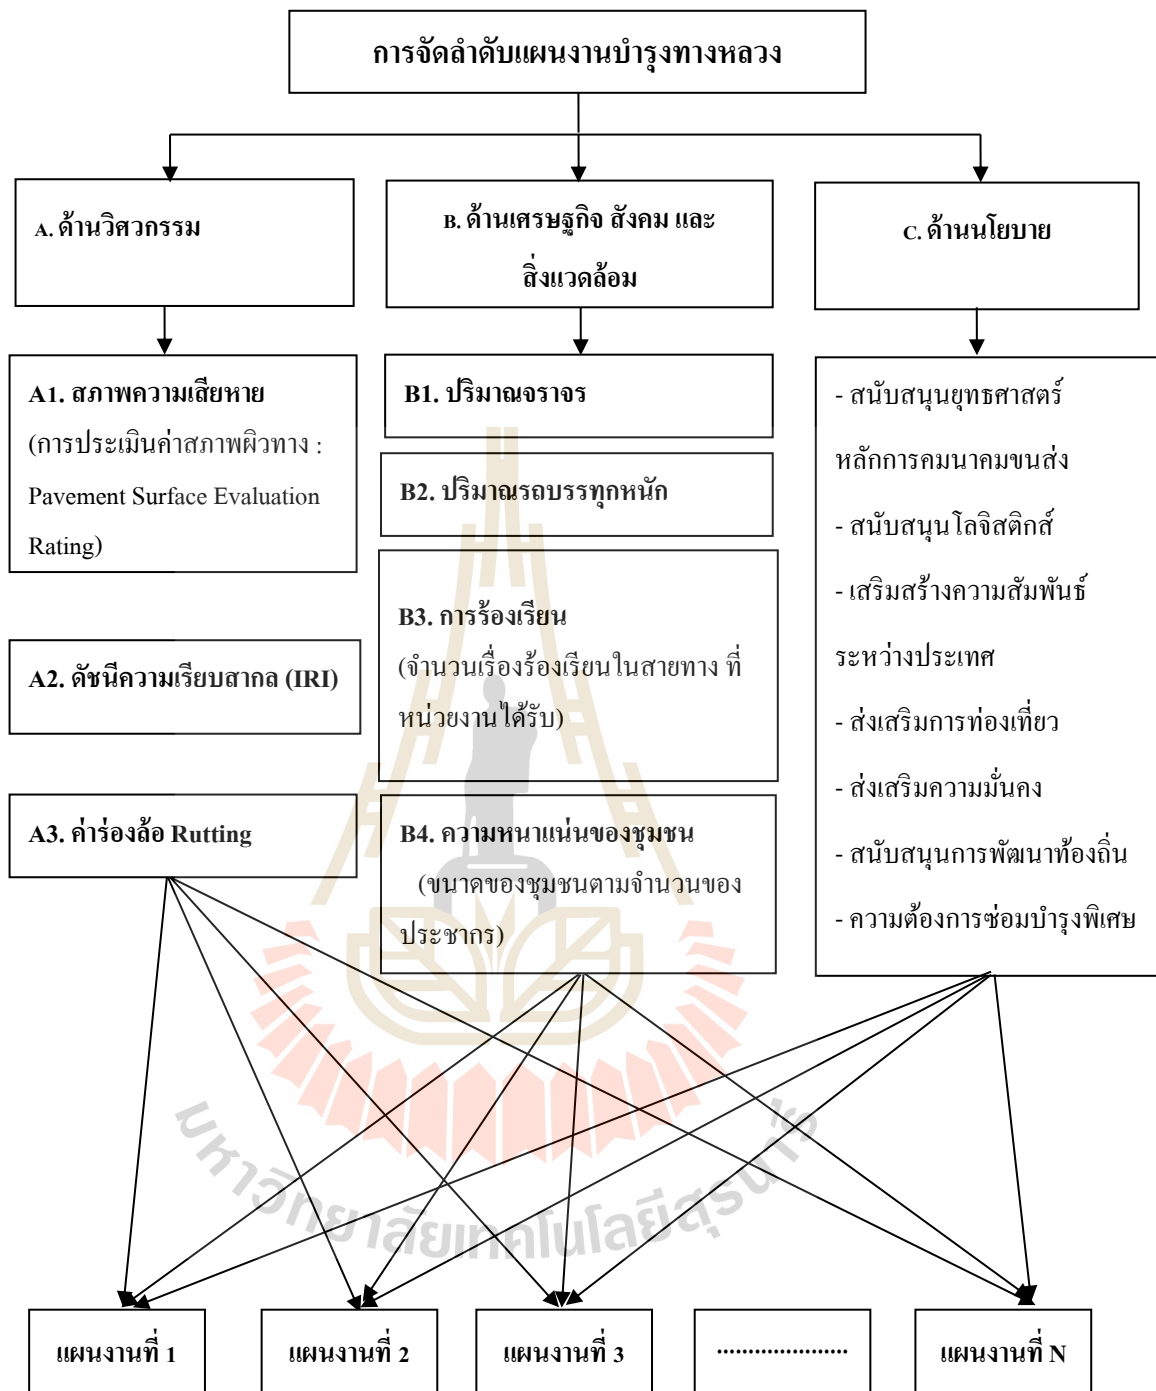 การจัดลำดับแผนงานบำรุงทางหลวง
A. ด้านวิศวกรรม
B. ด้านเศรษฐกิจ สังคม และ
สิ่งแวดล้อม
C. ด้านนโยบาย
A1. สภาพความเสียหาย
(การประเมินค่าสภาพผิวทาง :
Pavement Surface Evaluation
Rating)
A2. ดัชนีความเรียบสากล (IRI)
A3. ค่าร่องล้อ Rutting
B1. ปริมาณจราจร
B2. ปริมาณรถบรรทุกหนัก
B3. การร้องเรียน
(จำนวนเรื่องร้องเรียนในสายทาง ที่
หน่วยงานได้รับ)
B4. ความหนาแน่นของชุมชน
(ขนาดของชุมชนตามจำนวนของ
ประชากร)
- สนับสนุนยุทธศาสตร์
หลักการคมนาคมขนส่ง
- สนับสนุนโลจิสติกส์
- เสริมสร้างความสัมพันธ์
ระหว่างประเทศ
- ส่งเสริมการท่องเที่ยว
- ส่งเสริมความมั่นคง
- สนับสนุนการพัฒนาท้องถิ่น
- ความต้องการซ่อมบำรุงพิเศษ
มหาวิทยาลัยเทคโนโลยีสุรนารี
แผนงานที่ 1
แผนงานที่ 2
แผนงานที่ 3
.....................
แผนงานที่ N